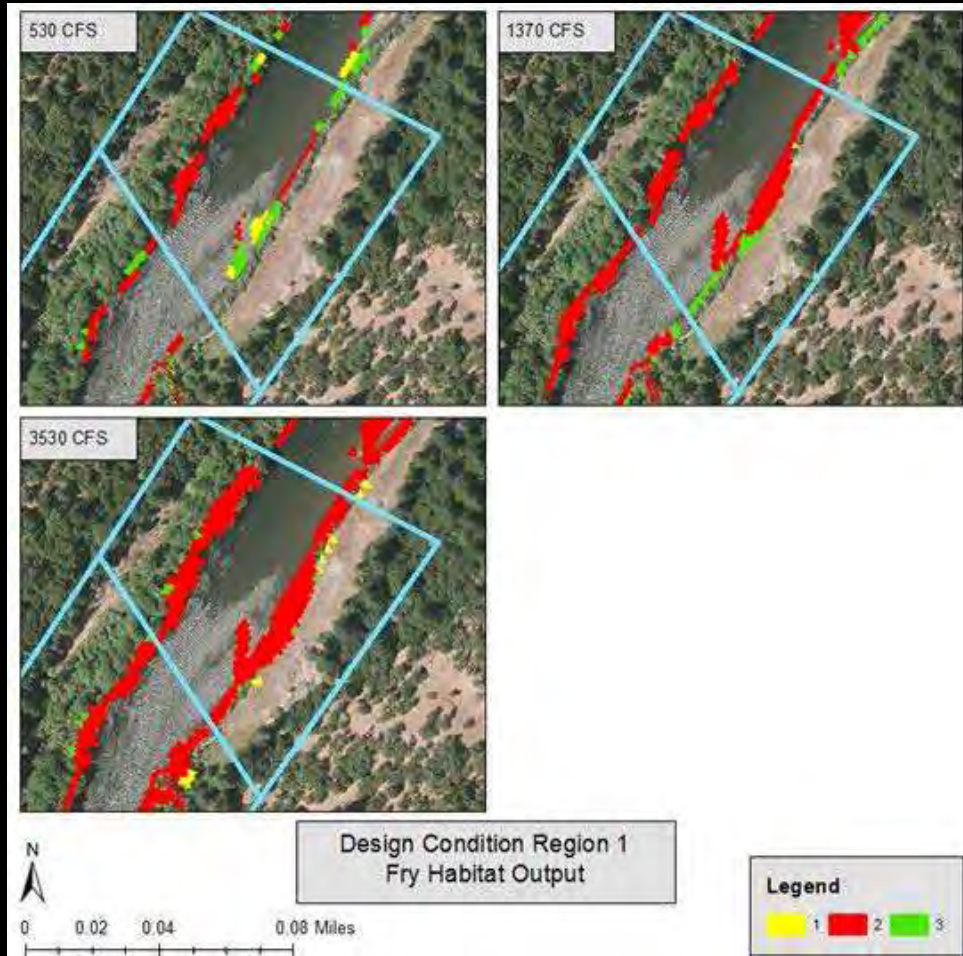 530 CFS
1370 CFS
3530 CFS
Design Condition Region 1
Fry Habitat Output
N
0 0.02 0.04 0.08 Miles
Legend
1 2 3